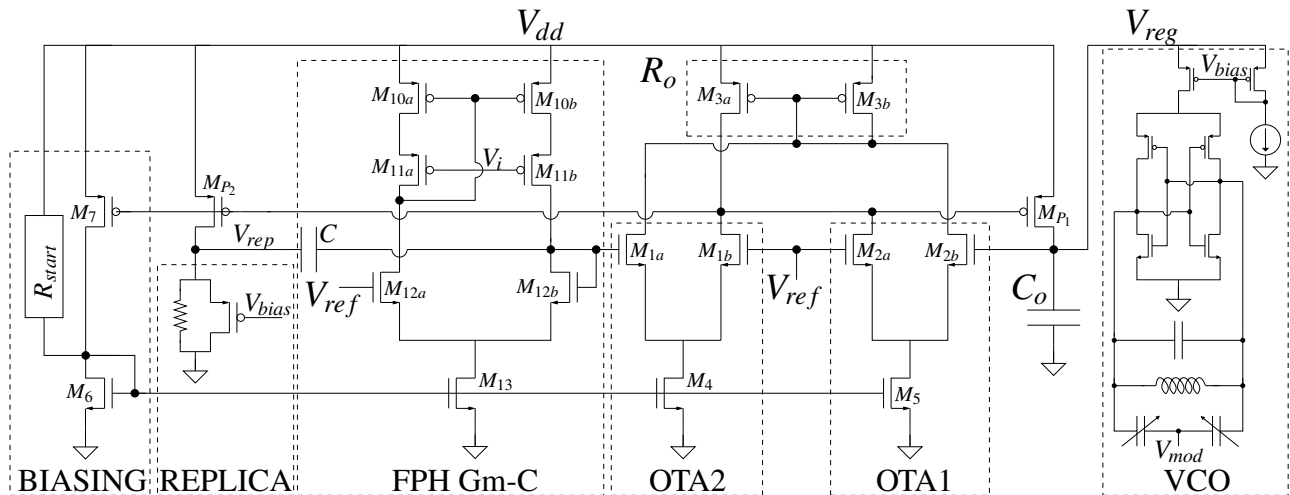 V_dd
V_reg
R_o
V_bias
M_10a
M_10b
M_3a
M_3b
M_11a
V_i
M_11b
M_P2
M_7
M_P1
R_start
V_rep
C
M_1a
M_1b
M_2a
M_2b
V_ref
M_12a
M_12b
V_ref
C_o
V_bias
M_6
M_13
M_4
M_5
V_mod
BIASING
REPLICA
FPH Gm-C
OTA2
OTA1
VCO